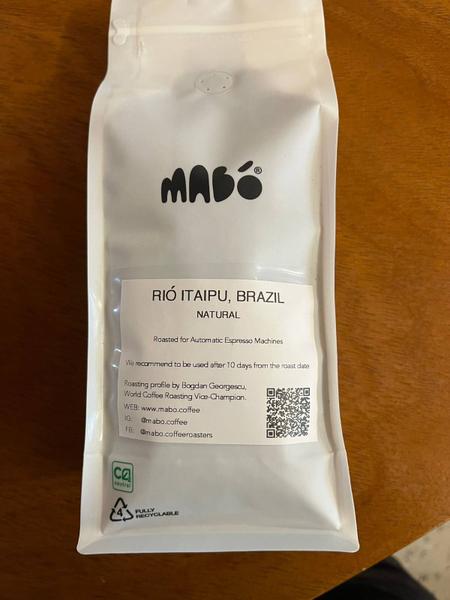 MABÓ®
RIÓ ITAIPU, BRAZIL
NATURAL
Roasted for Automatic Espresso Machines
We recommend to be used after 10 days from the roast date
Roasting profile by Bogdan Georgescu,
World Coffee Roasting Vice-Champion.
WEB: www.mabo.coffee
IG: @mabo.coffee
FB: @mabo.coffeeroasters
neutral
4
FULLY
RECYCLABLE